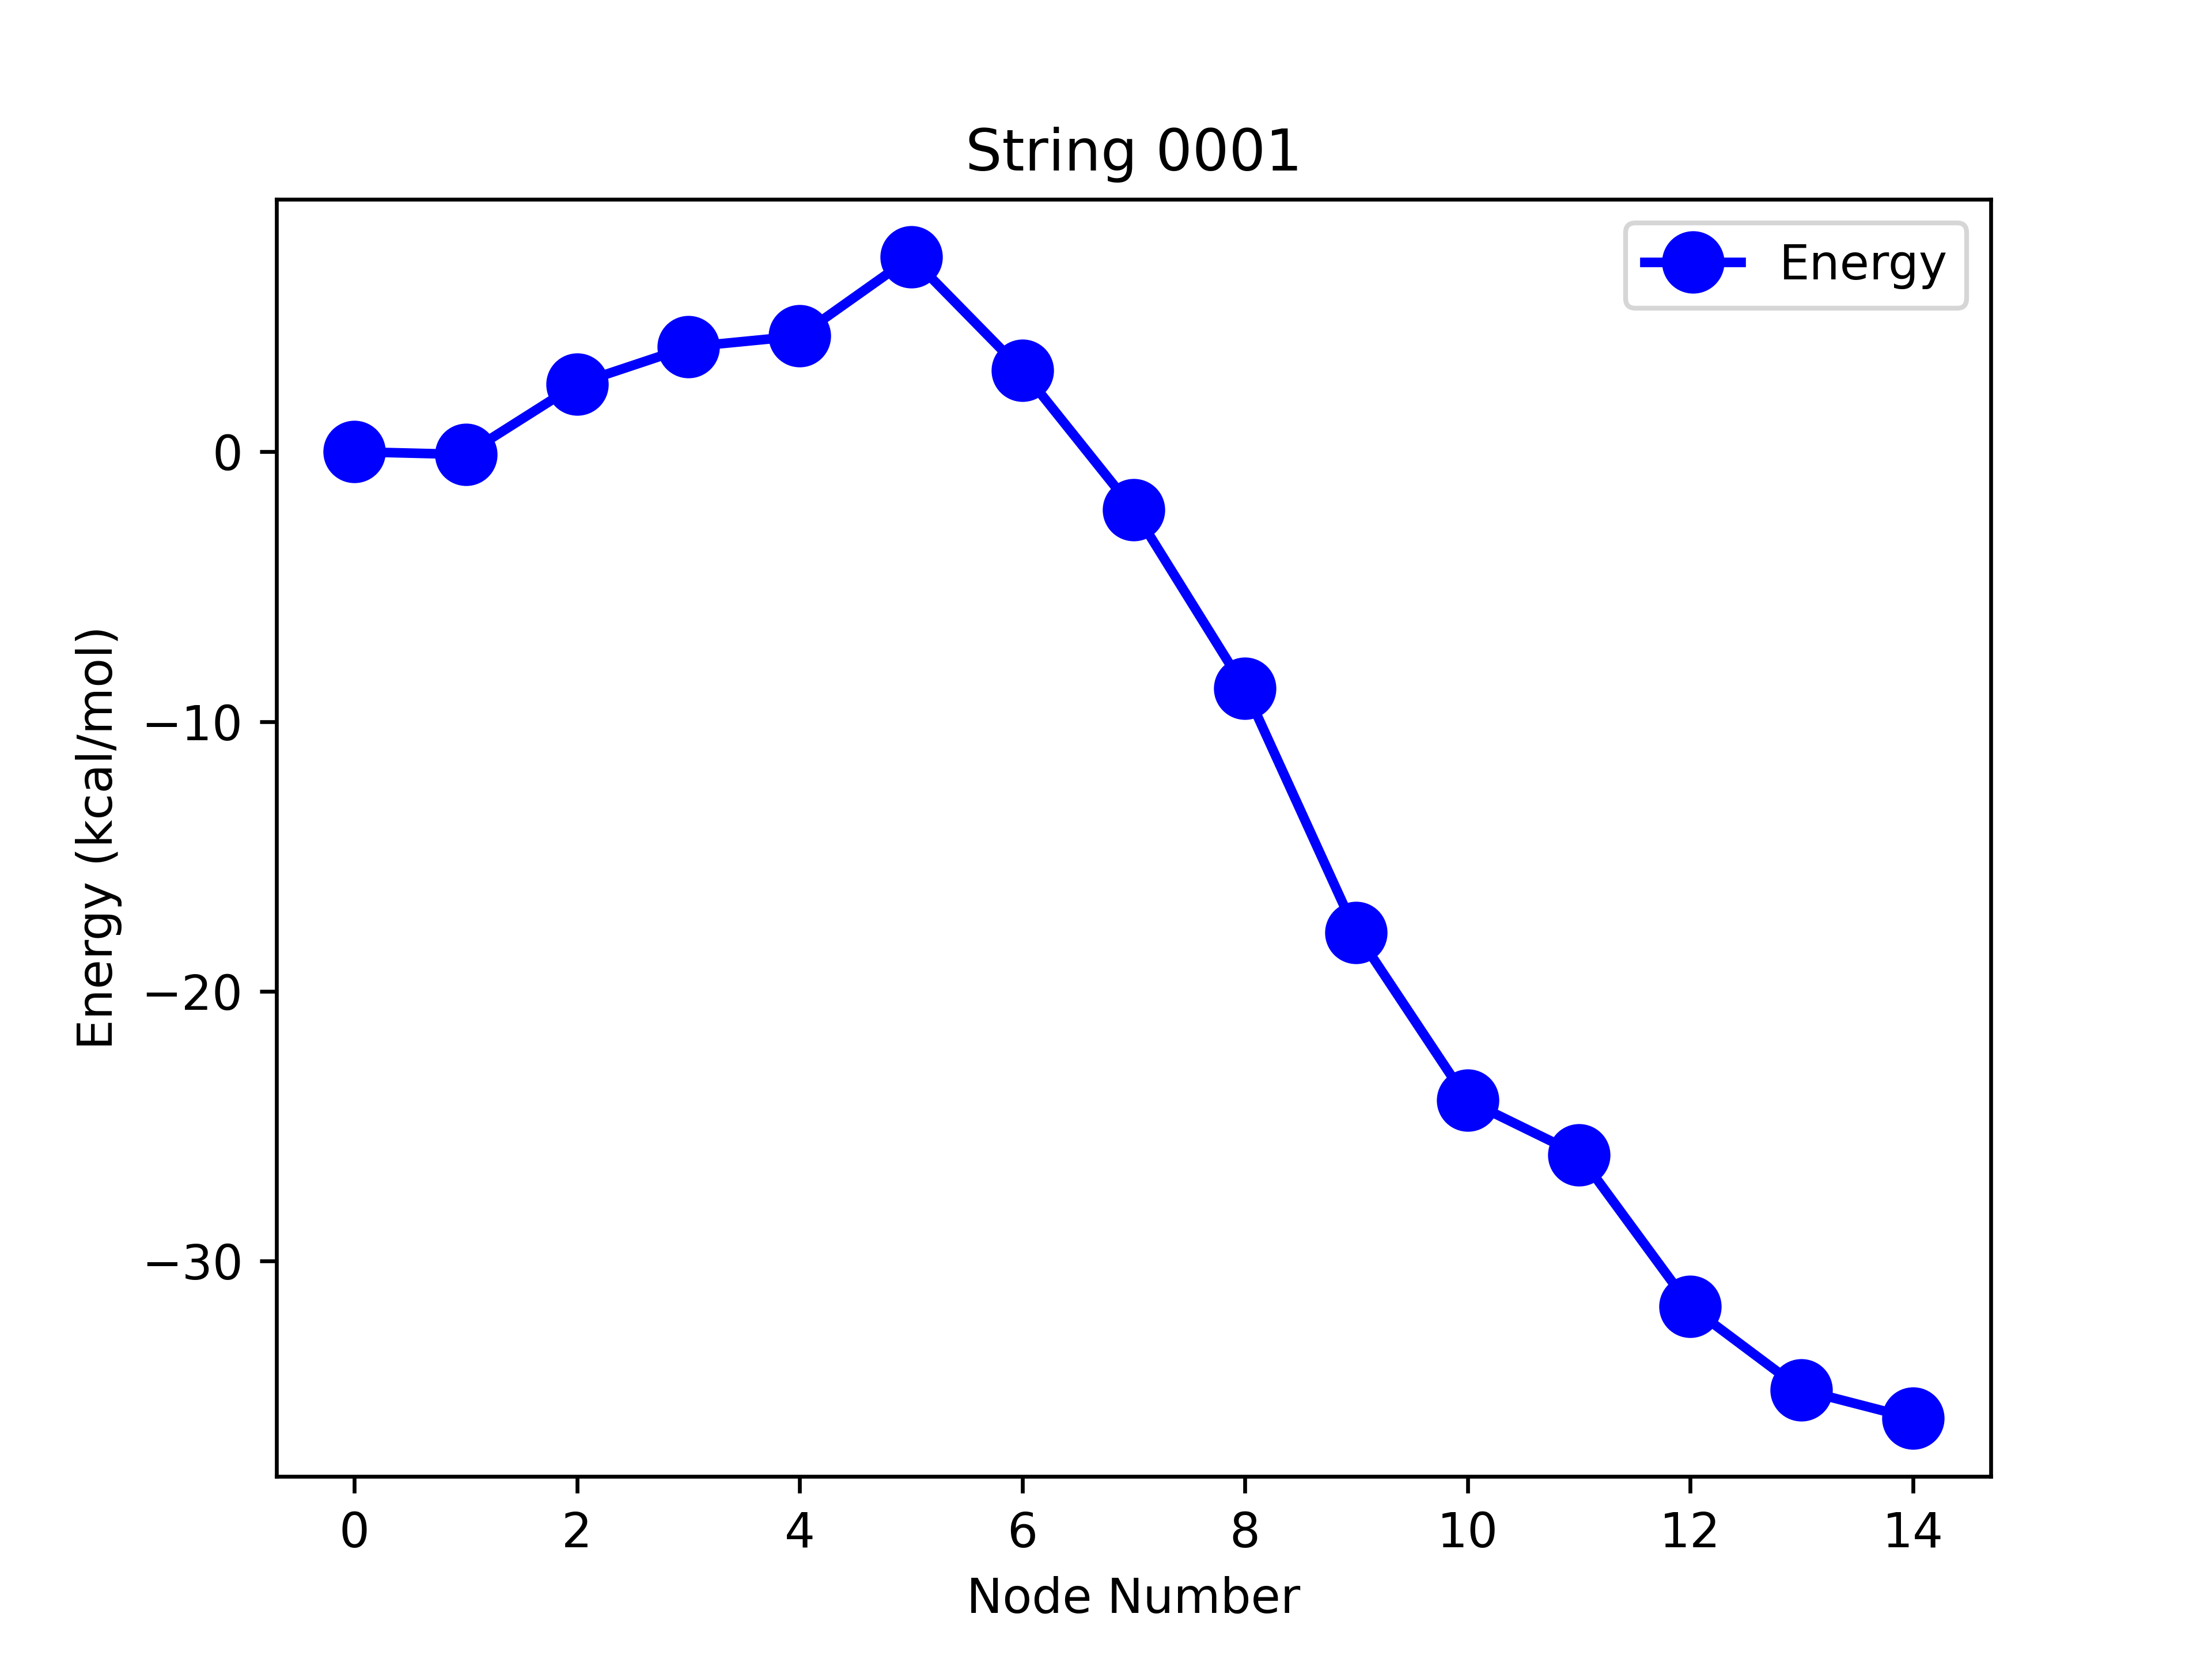 String 0001
Energy
Energy (kcal/mol)
0
−10
−20
−30
0 2 4 6 8 10 12 14
Node Number